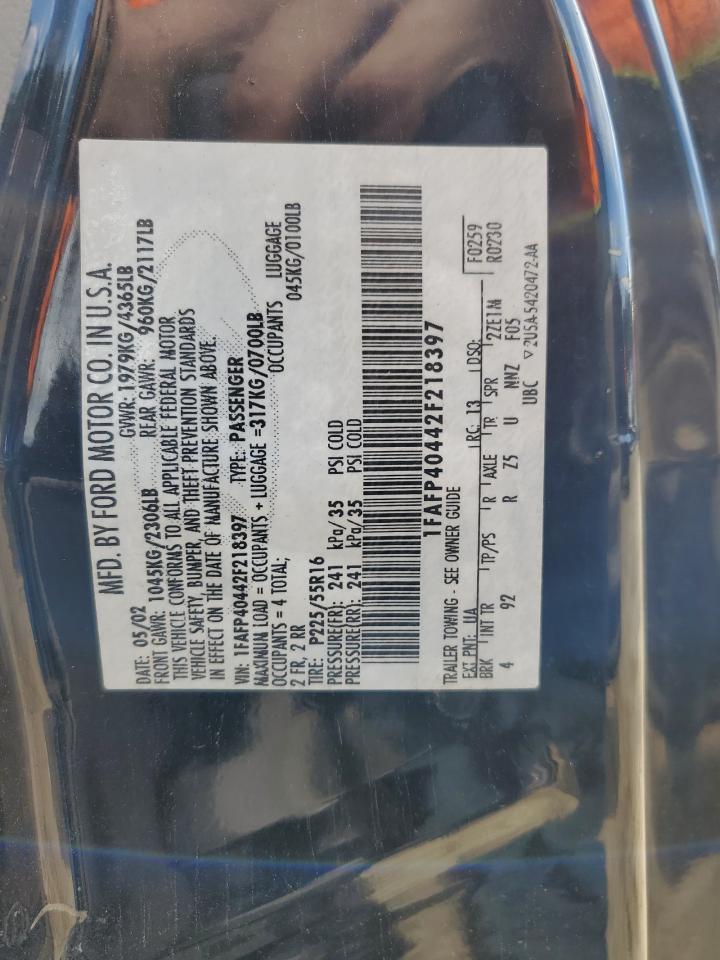 MFD. BY FORD MOTOR CO. IN U.S.A.
DATE: 05/02 GVWR: 1979KG/4365LB
FRONT GAWR: 1045KG/2306LB REAR GAWR: 960KG/2117LB
THIS VEHICLE CONFORMS TO ALL APPLICABLE FEDERAL MOTOR
VEHICLE SAFETY, BUMPER, AND THEFT PREVENTION STANDARDS
IN EFFECT ON THE DATE OF MANUFACTURE SHOWN ABOVE.
VIN: 1FAFP40442F218397 TYPE: PASSENGER
MAXIMUM LOAD = OCCUPANTS + LUGGAGE =317KG/0700LB
OCCUPANTS = 4 TOTAL; OCCUPANTS LUGGAGE
2 FR, 2 RR 045KG/0100LB
TIRE: P225/55R16
PRESSURE(FR): 241 kPa/35 PSI COLD
PRESSURE(RR): 241 kPa/35 PSI COLD
1FAFP40442F218397
TRAILER TOWING - SEE OWNER GUIDE
EXT PNT: UA RC: 13 DSO: F0259
BRK INT TR TP/PS R AXLE TR SPR 27E1M R0230
4 92 R Z5 U NNZ F05
UBC ▽2U5A-5420472-AA